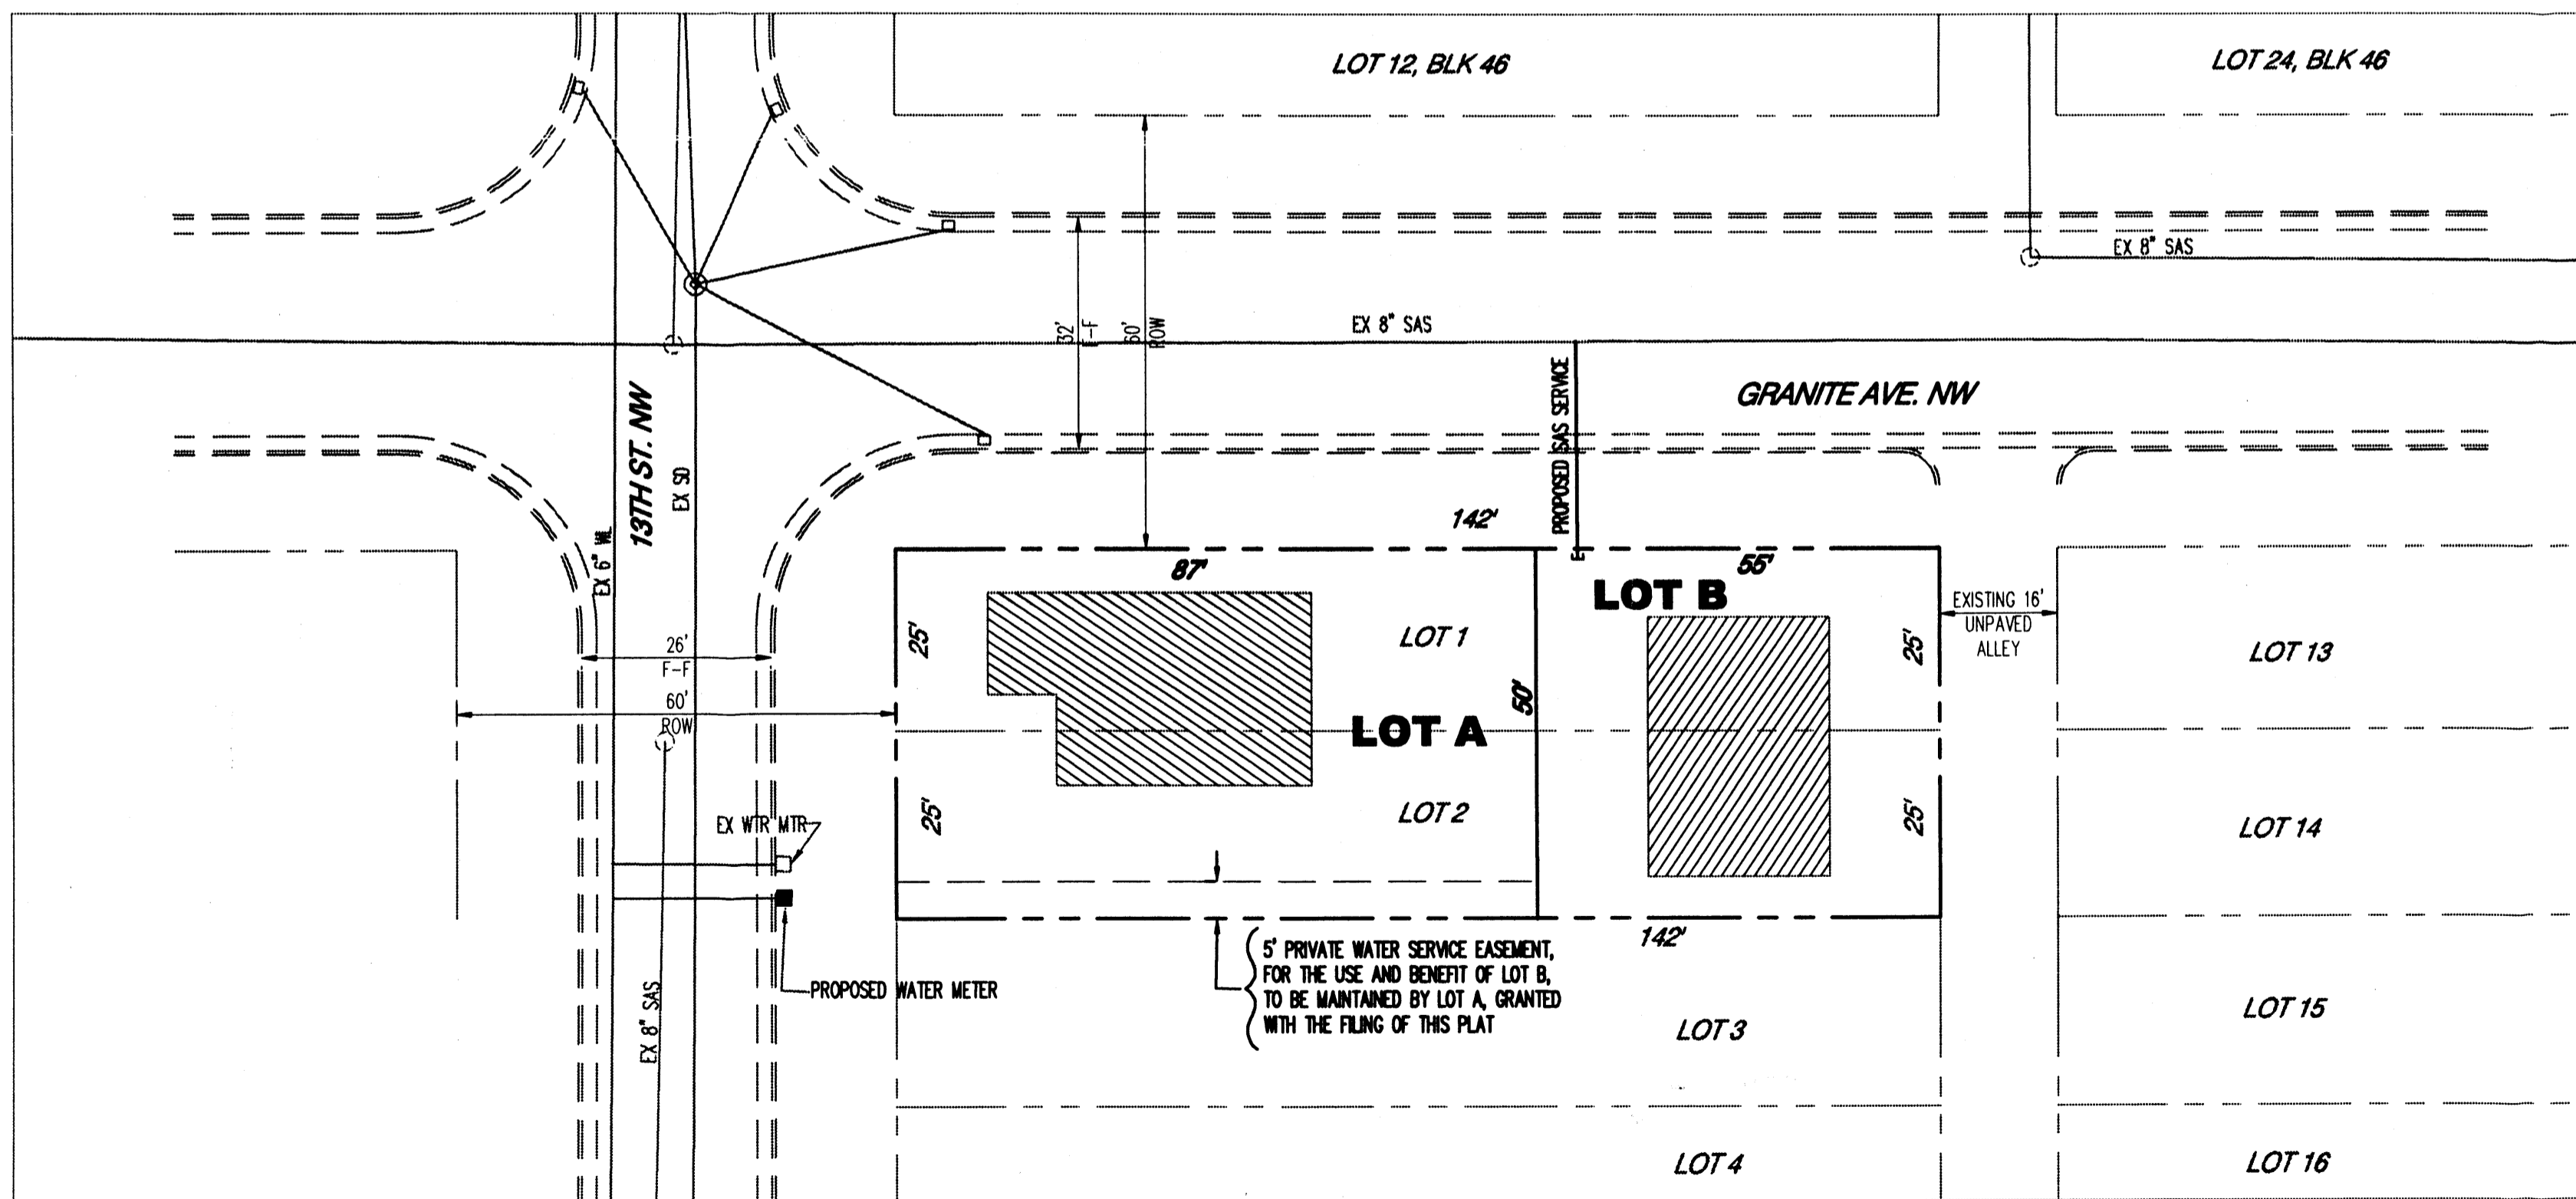 LOT 12, BLK 46
LOT 24, BLK 46
EX 8" SAS
EX 8" SAS
32'
F-F
60'
ROW
PROPOSED SAS SERVICE
GRANITE AVE. NW
13TH ST. NW
EX SD
EX 6" WL
142'
87'
55'
LOT B
25'
LOT 1
25'
EXISTING 16'
UNPAVED
ALLEY
LOT 13
26'
F-F
60'
ROW
50'
LOT A
25'
LOT 2
25'
LOT 14
EX WTR MTR
142'
5' PRIVATE WATER SERVICE EASEMENT,
FOR THE USE AND BENEFIT OF LOT B,
TO BE MAINTAINED BY LOT A, GRANTED
WITH THE FILING OF THIS PLAT
PROPOSED WATER METER
EX 8" SAS
LOT 3
LOT 15
LOT 4
LOT 16